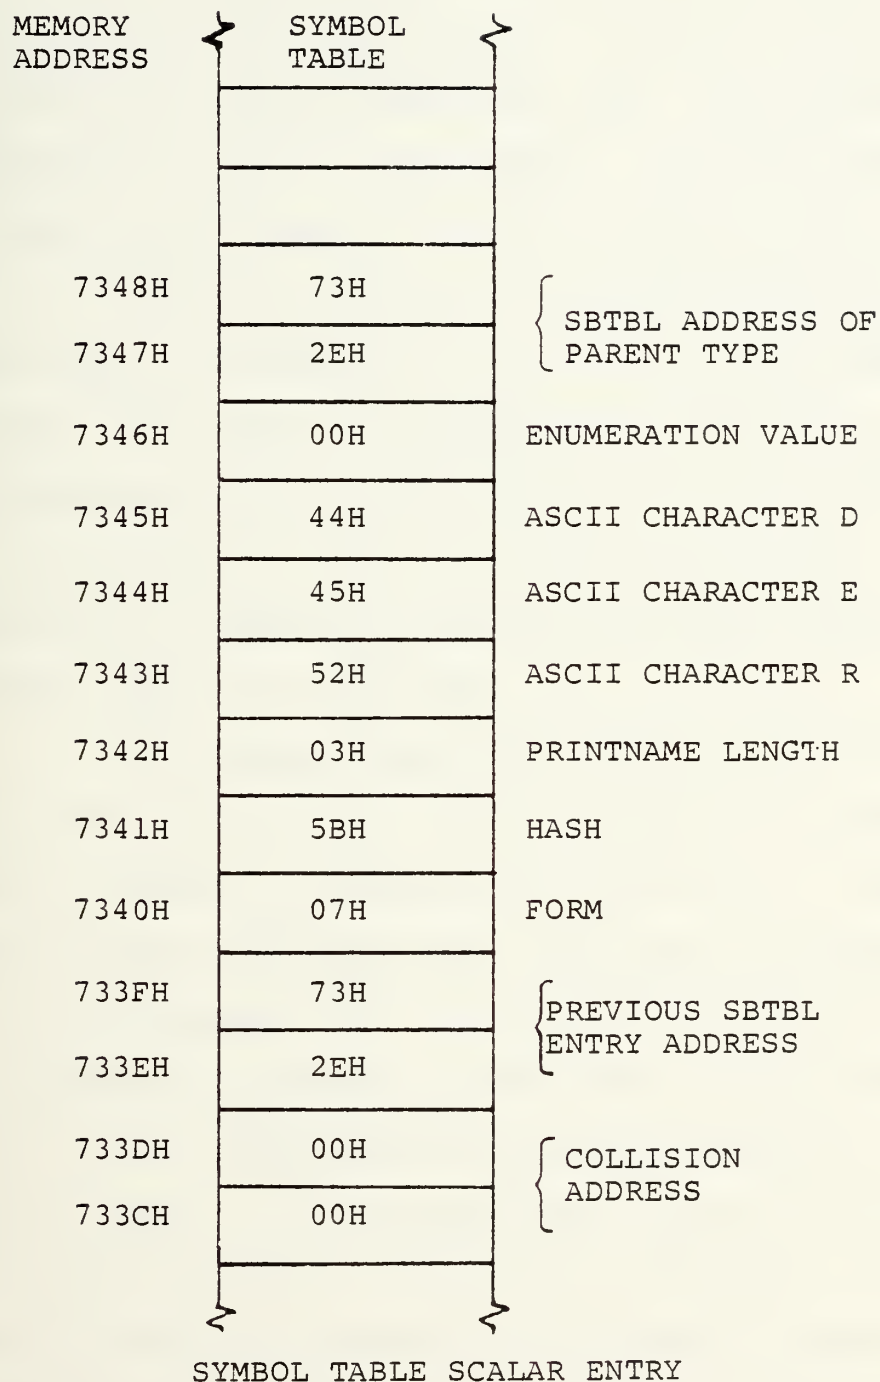 MEMORY SYMBOL
ADDRESS TABLE
7348H 73H
SBTBL ADDRESS OF
7347H 2EH PARENT TYPE
7346H 00H ENUMERATION VALUE
7345H 44H ASCII CHARACTER D
7344H 45H ASCII CHARACTER E
7343H 52H ASCII CHARACTER R
7342H 03H PRINTNAME LENGTH
7341H 5BH HASH
7340H 07H FORM
733FH 73H PREVIOUS SBTBL
ENTRY ADDRESS
733EH 2EH
733DH 00H COLLISION
ADDRESS
733CH 00H
SYMBOL TABLE SCALAR ENTRY